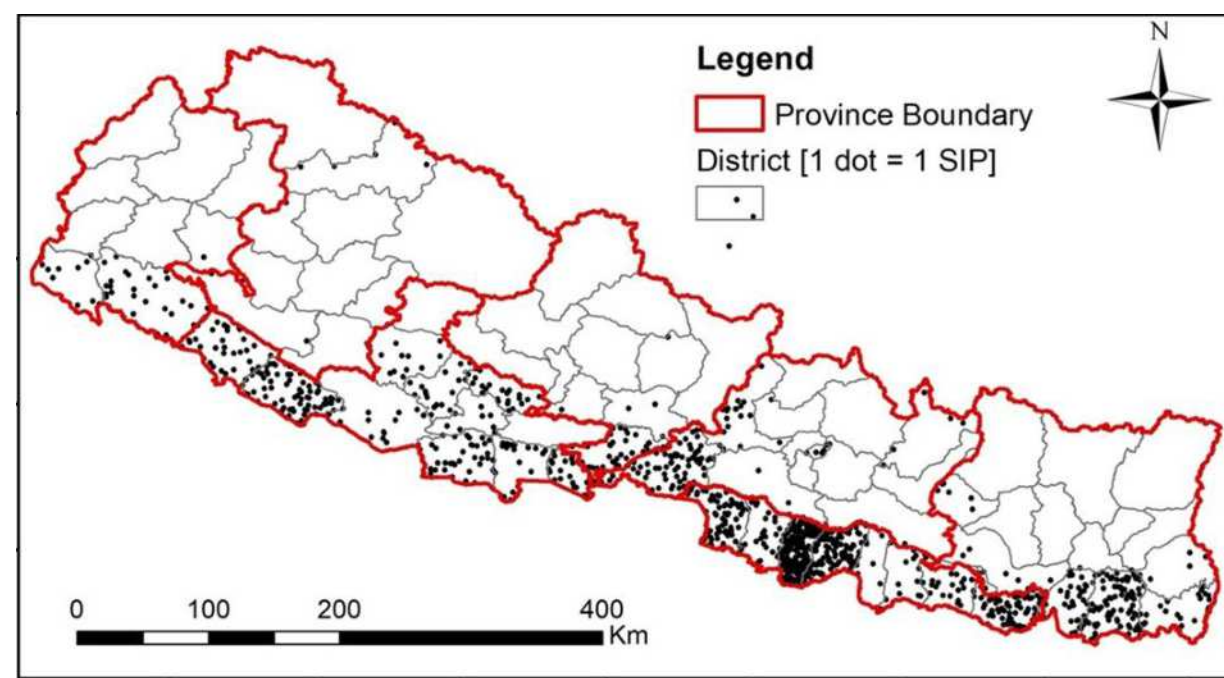 Legend
N
Province Boundary
District [1 dot = 1 SIP]
0 100 200 400
Km